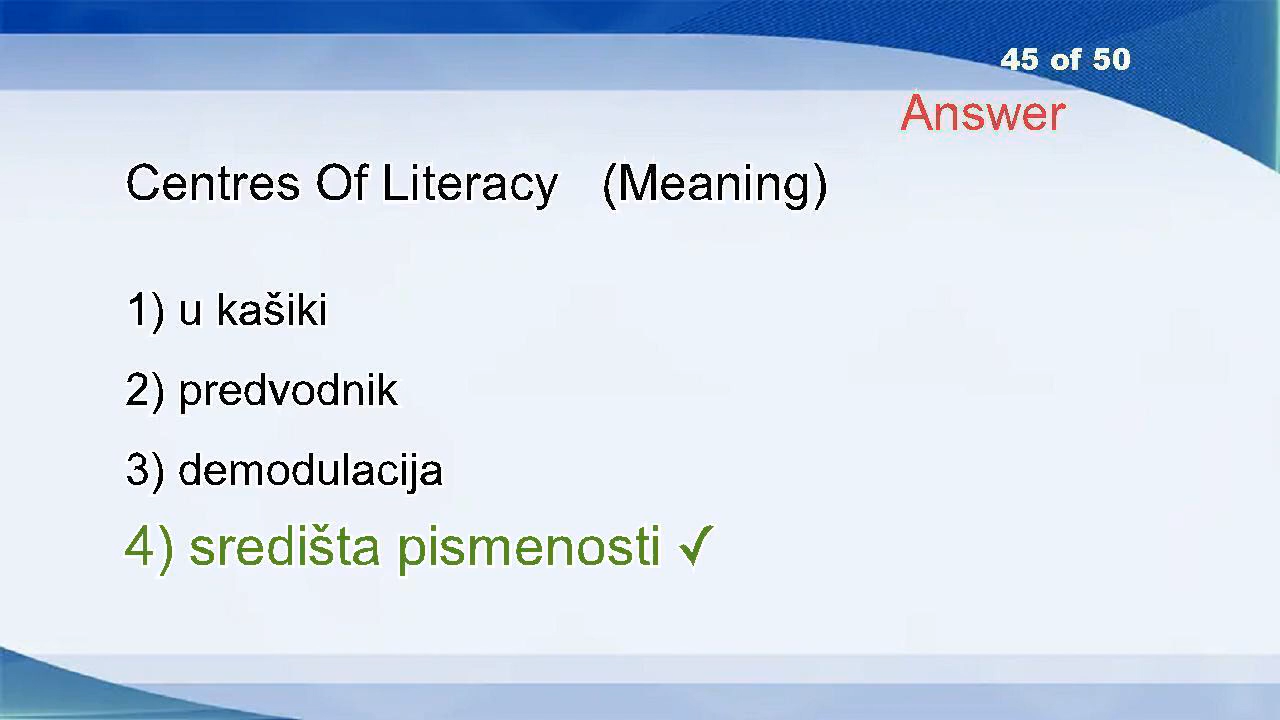 45 of 50
Answer
Centres Of Literacy (Meaning)
1) u kašiki
2) predvodnik
3) demodulacija
4) središta pismenosti ✓